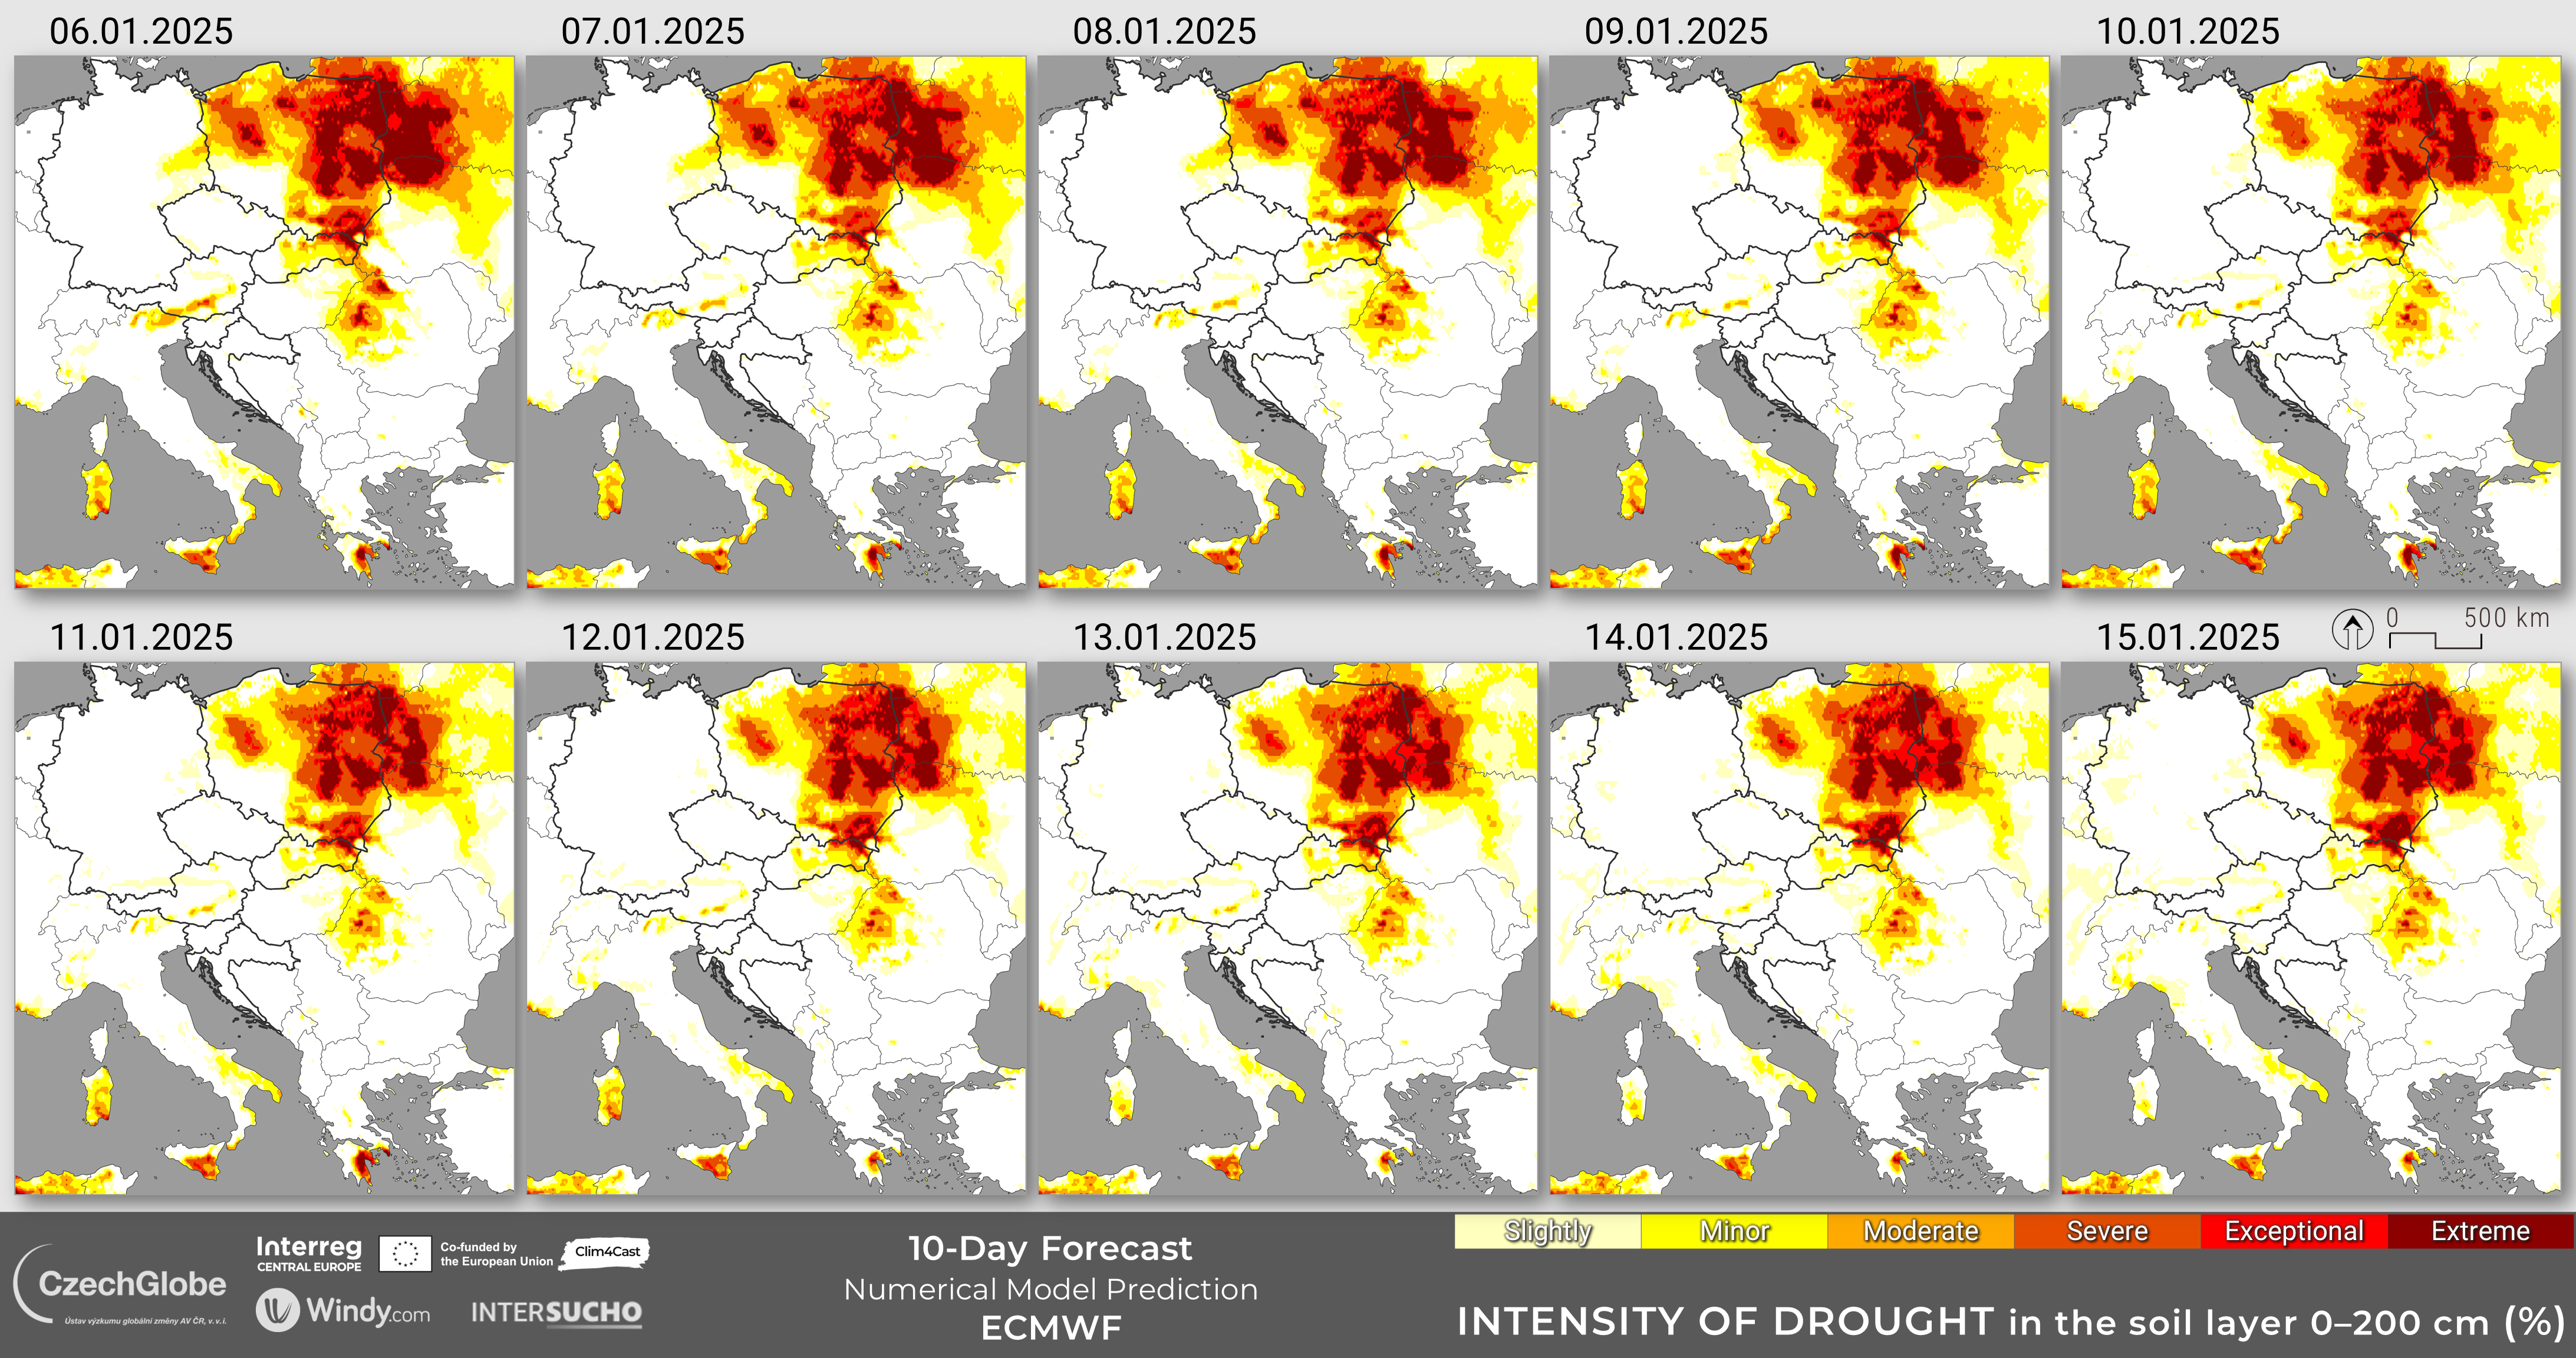 06.01.2025
07.01.2025
08.01.2025
09.01.2025
10.01.2025
11.01.2025
12.01.2025
13.01.2025
14.01.2025
15.01.2025
0 500 km
CzechGlobe
Ústav výzkumu globální změny AV ČR, v. v. i.
Interreg
CENTRAL EUROPE
Co-funded by
the European Union
Clim4Cast
Windy.com
INTERSUCHO
10-Day Forecast
Numerical Model Prediction
ECMWF
Slightly Minor Moderate Severe Exceptional Extreme
INTENSITY OF DROUGHT in the soil layer 0–200 cm (%)